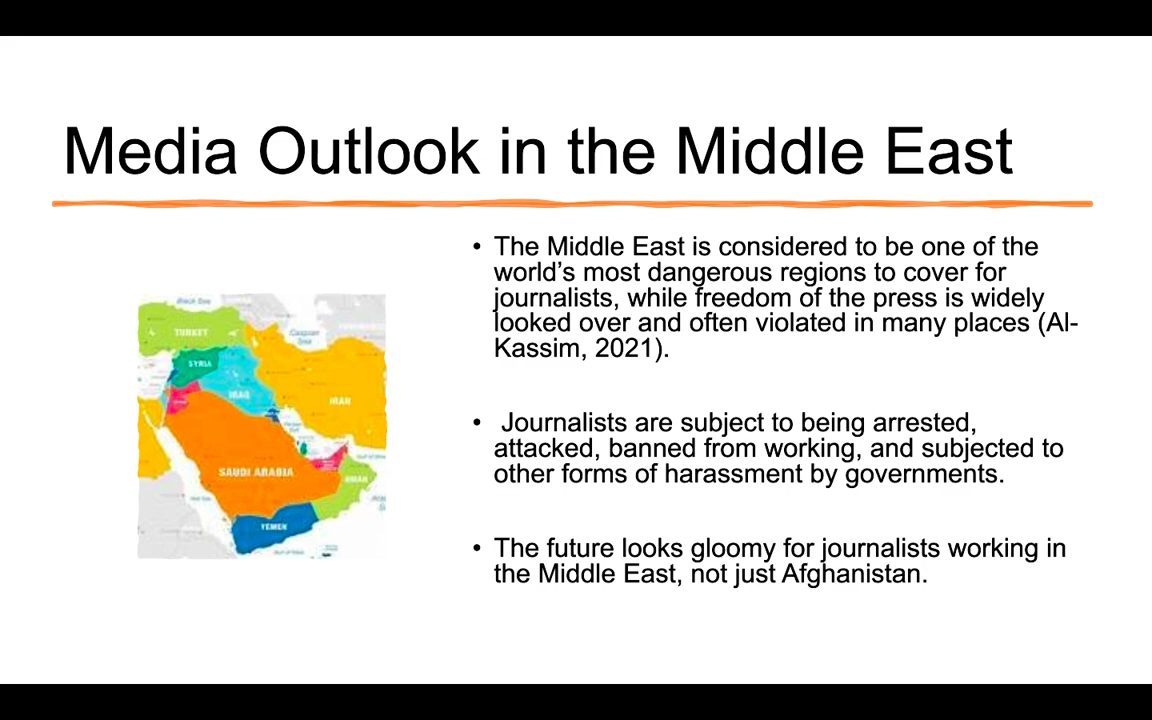 Media Outlook in the Middle East
• The Middle East is considered to be one of the
world’s most dangerous regions to cover for
journalists, while freedom of the press is widely
looked over and often violated in many places (Al-
Kassim, 2021).
• Journalists are subject to being arrested,
attacked, banned from working, and subjected to
other forms of harassment by governments.
• The future looks gloomy for journalists working in
the Middle East, not just Afghanistan.
Black Sea
TURKEY
Caspian
Sea
SYRIA
IRAQ
IRAN
SAUDI ARABIA
OMAN
YEMEN